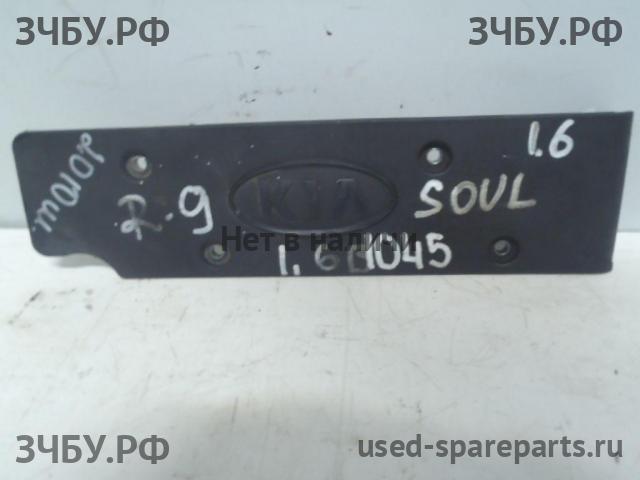 ЗЧБУ.РФ ЗЧБУ.РФ
1.6
KIA
SOUL
9
Нет в наличии
1.6
1045
ЗЧБУ.РФ used-spareparts.ru